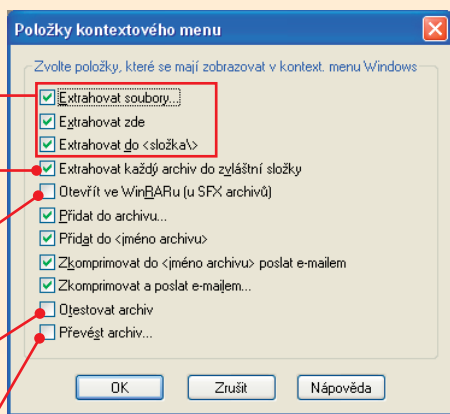 Položky kontextového menu
Zvolte položky, které se mají zobrazovat v kontext. menu Windows
Extrahovat soubory...
Extrahovat zde
Extrahovat do <složka\>
Extrahovat každý archiv do zvláštní složky
Otevřít ve WinRARu (u SFX archivů)
Přidat do archivu...
Přidat do <jméno archivu>
Zkomprimovat do <jméno archivu> poslat e-mailem
Zkomprimovat a poslat e-mailem...
Otestovat archiv
Převést archiv...
OK
Zrušit
Nápověda